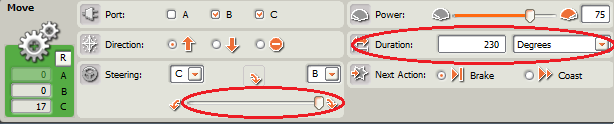 Move
R
0 A
0 B
17 C
Port: A B C
Direction:
Steering: C B
Power: 75
Duration: 230 Degrees
Next Action: Brake Coast